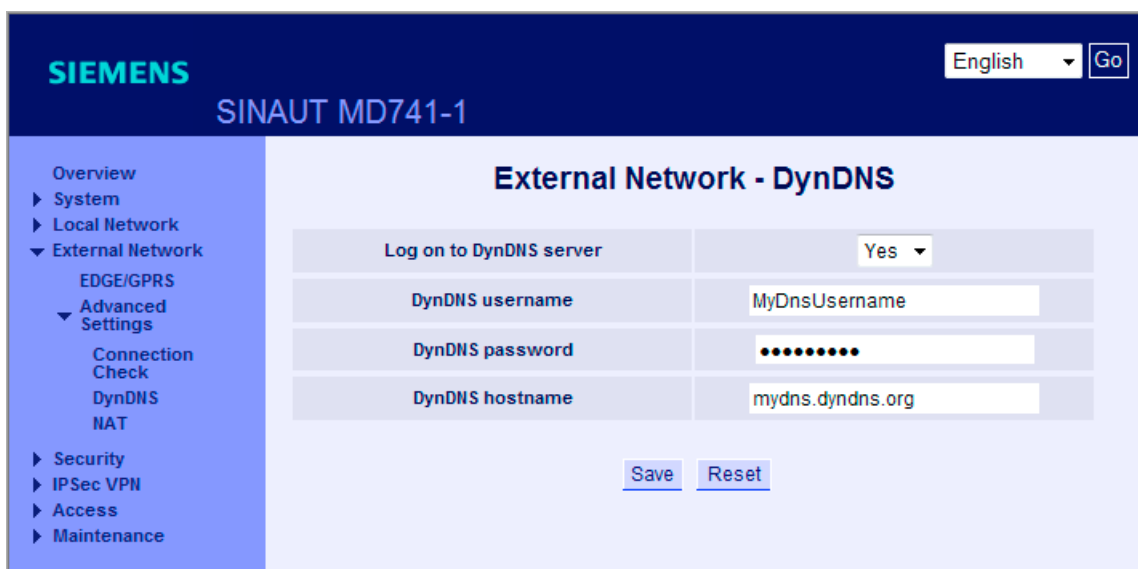 SIEMENS
English
Go
SINAUT MD741-1
Overview
System
Local Network
External Network
EDGE/GPRS
Advanced
Settings
Connection
Check
DynDNS
NAT
Security
IPSec VPN
Access
Maintenance
External Network - DynDNS
Log on to DynDNS server Yes
DynDNS username MyDnsUsername
DynDNS password •••••••••
DynDNS hostname mydns.dyndns.org
Save Reset